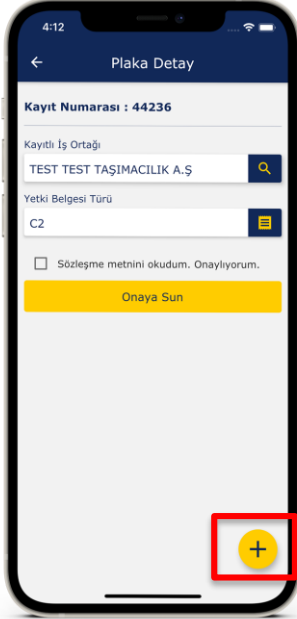 4:12
Plaka Detay
Kayıt Numarası : 44236
Kayıtlı İş Ortağı
TEST TEST TAŞIMACILIK A.Ş
Yetki Belgesi Türü
C2
Sözleşme metnini okudum. Onaylıyorum.
Onaya Sun
+